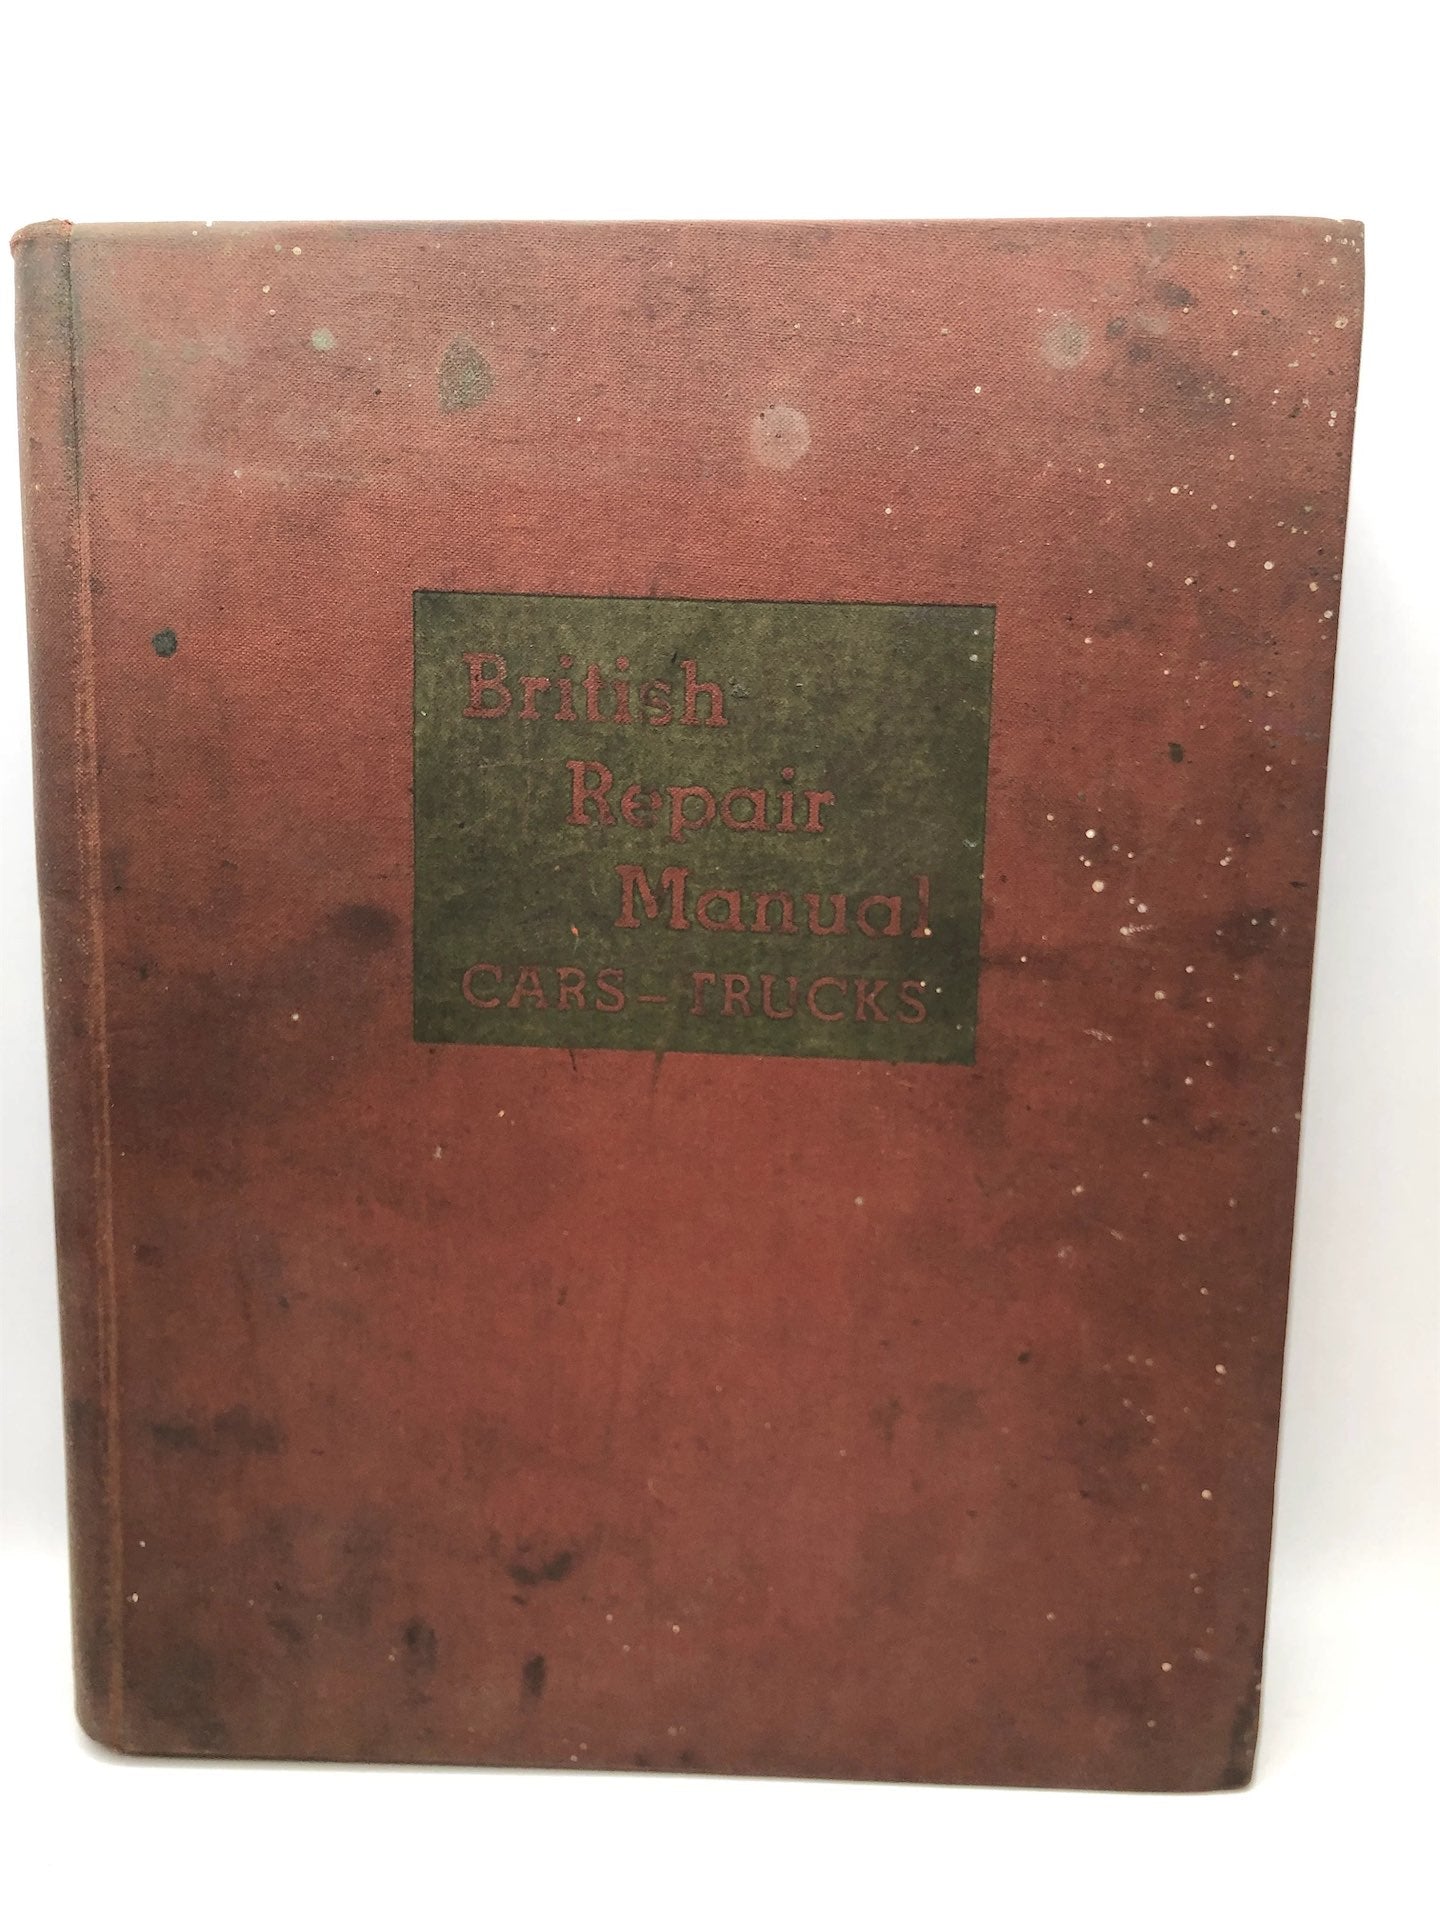 British
Repair
Manual
CARS – TRUCKS